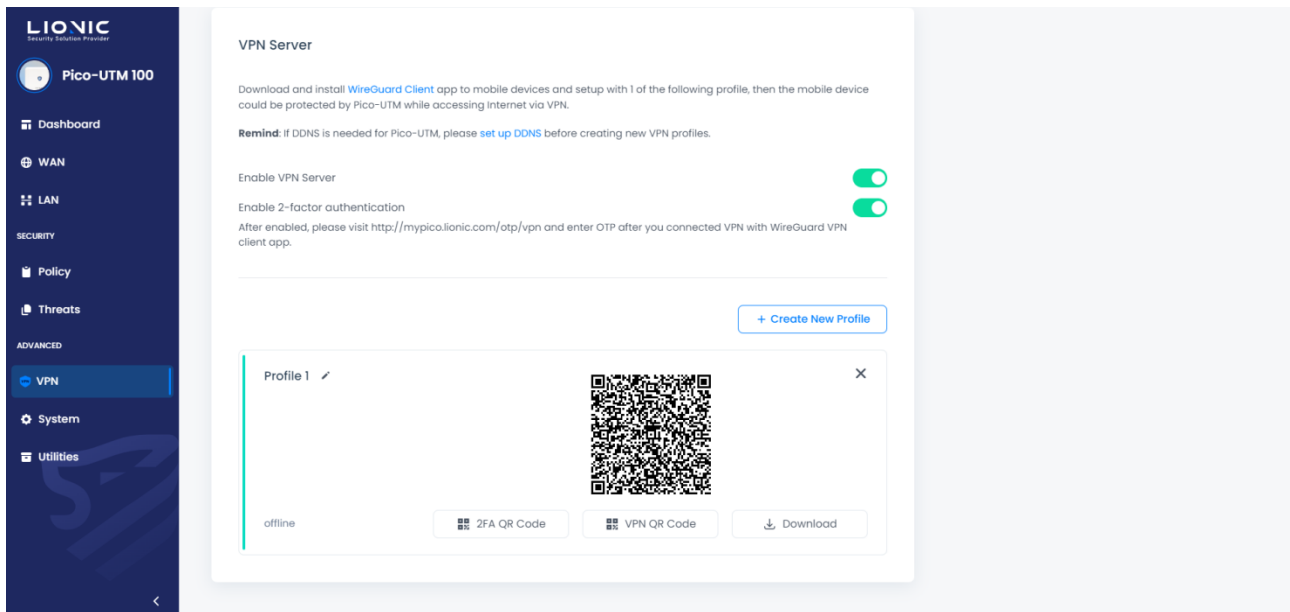 LIONIC
Security Solution Provider
Pico-UTM 100
Dashboard
WAN
LAN
SECURITY
Policy
Threats
ADVANCED
VPN
System
Utilities
VPN Server
Download and install WireGuard Client app to mobile devices and setup with 1 of the following profile, then the mobile device
could be protected by Pico-UTM while accessing Internet via VPN.
Remind: If DDNS is needed for Pico-UTM, please set up DDNS before creating new VPN profiles.
Enable VPN Server
Enable 2-factor authentication
After enabled, please visit http://mypico.lionic.com/otp/vpn and enter OTP after you connected VPN with WireGuard VPN
client app.
+ Create New Profile
Profile 1
offline
2FA QR Code
VPN QR Code
Download